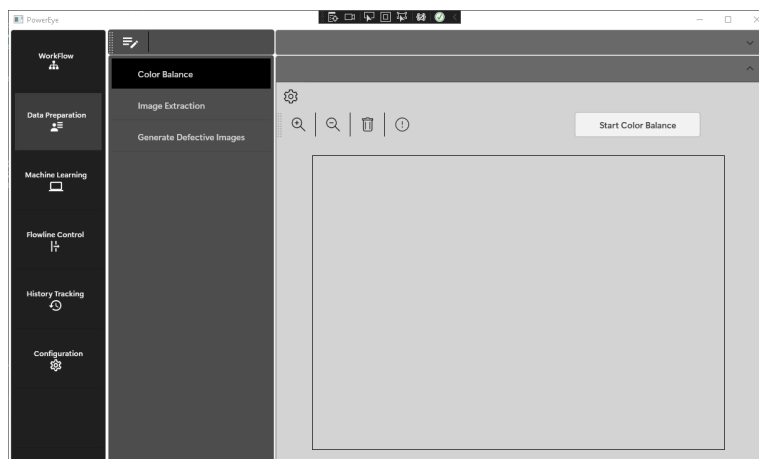 PowerEye
WorkFlow
Data Preparation
Machine Learning
Flowline Control
History Tracking
Configuration
Color Balance
Image Extraction
Generate Defective Images
Start Color Balance